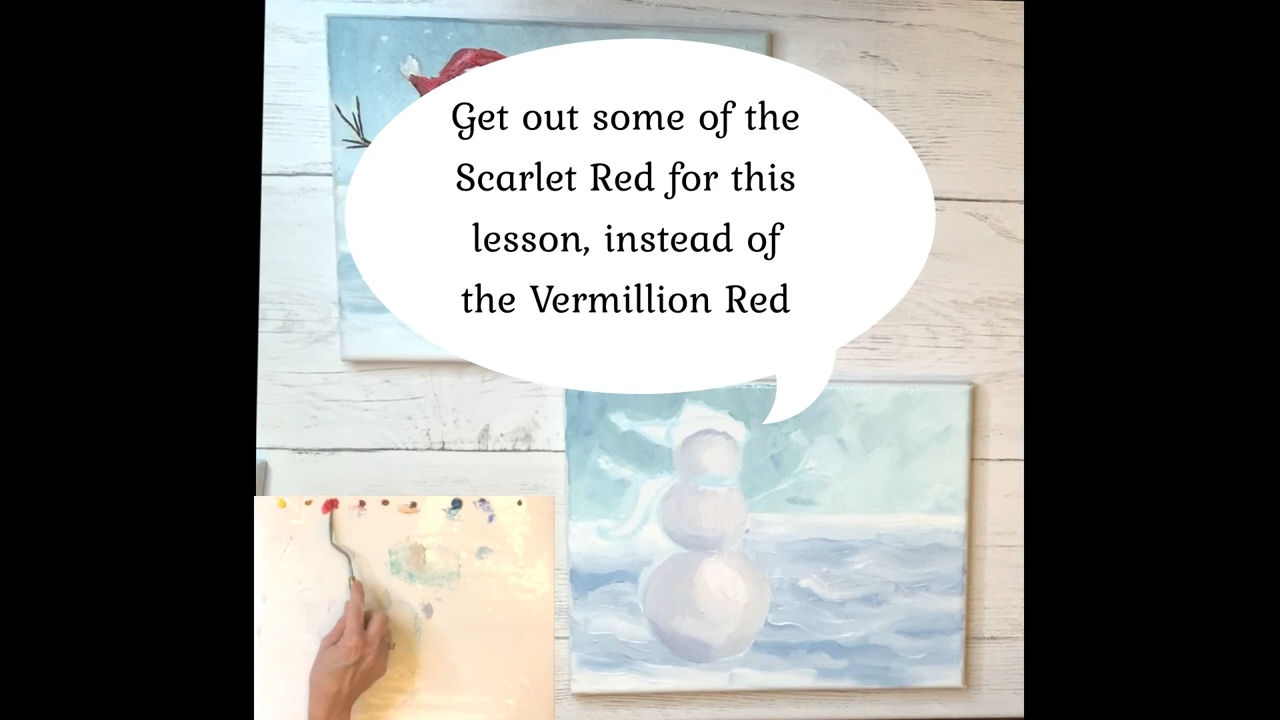 Get out some of the
Scarlet Red for this
lesson, instead of
the Vermillion Red